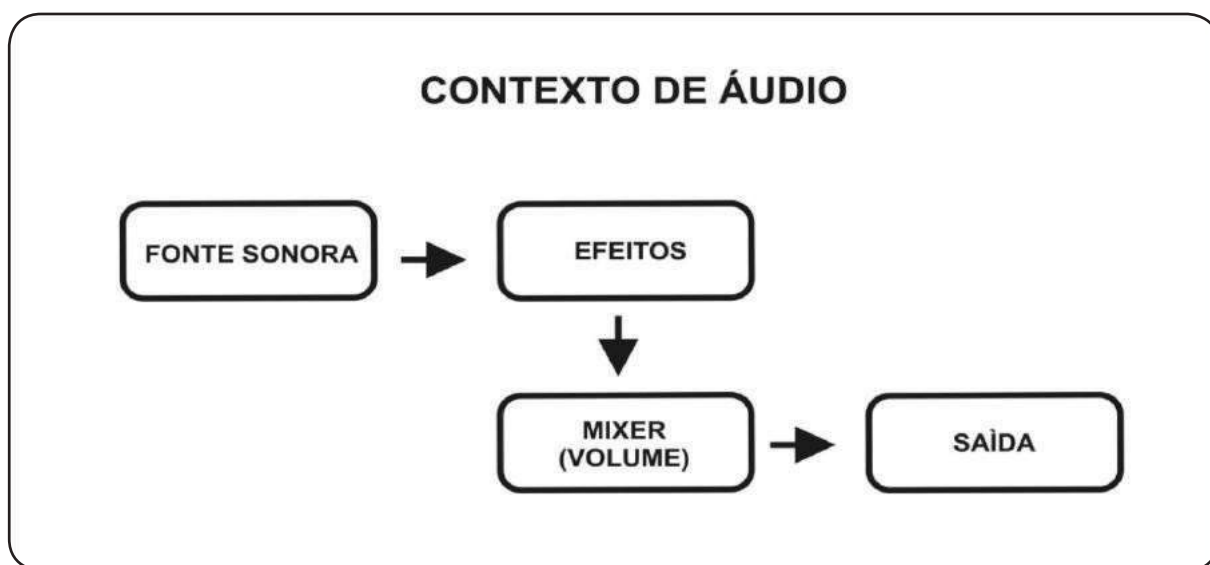 CONTEXTO DE ÁUDIO
FONTE SONORA
EFEITOS
MIXER
(VOLUME)
SAÌDA